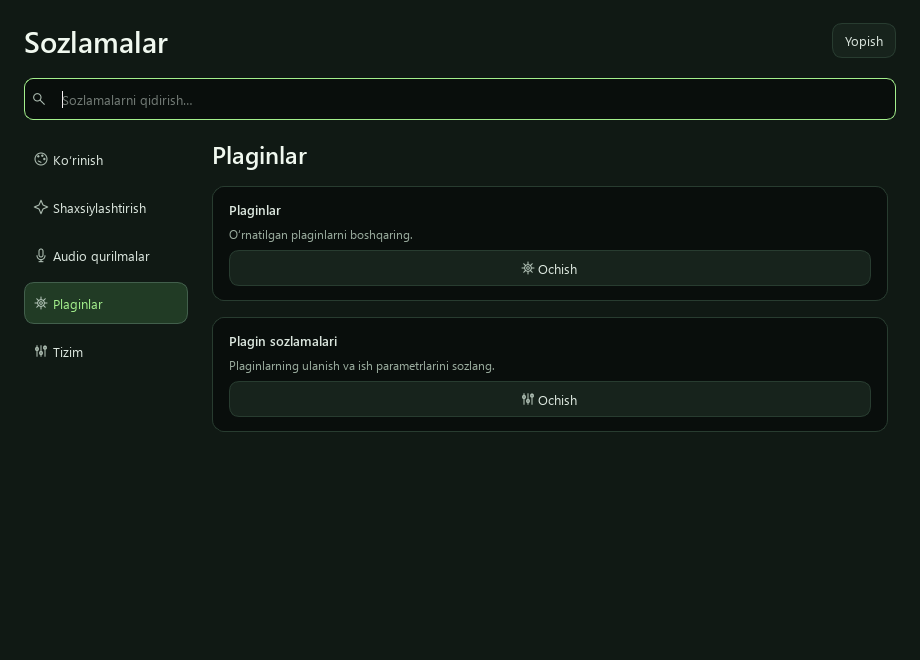 Sozlamalar
Yopish
Sozlamalarni qidirish...
Ko'rinish
Shaxsiylashtirish
Audio qurilmalar
Plaginlar
Tizim
Plaginlar
Plaginlar
O'rnatilgan plaginlarni boshqaring.
Ochish
Plagin sozlamalari
Plaginlarning ulanish va ish parametrlarini sozlang.
Ochish